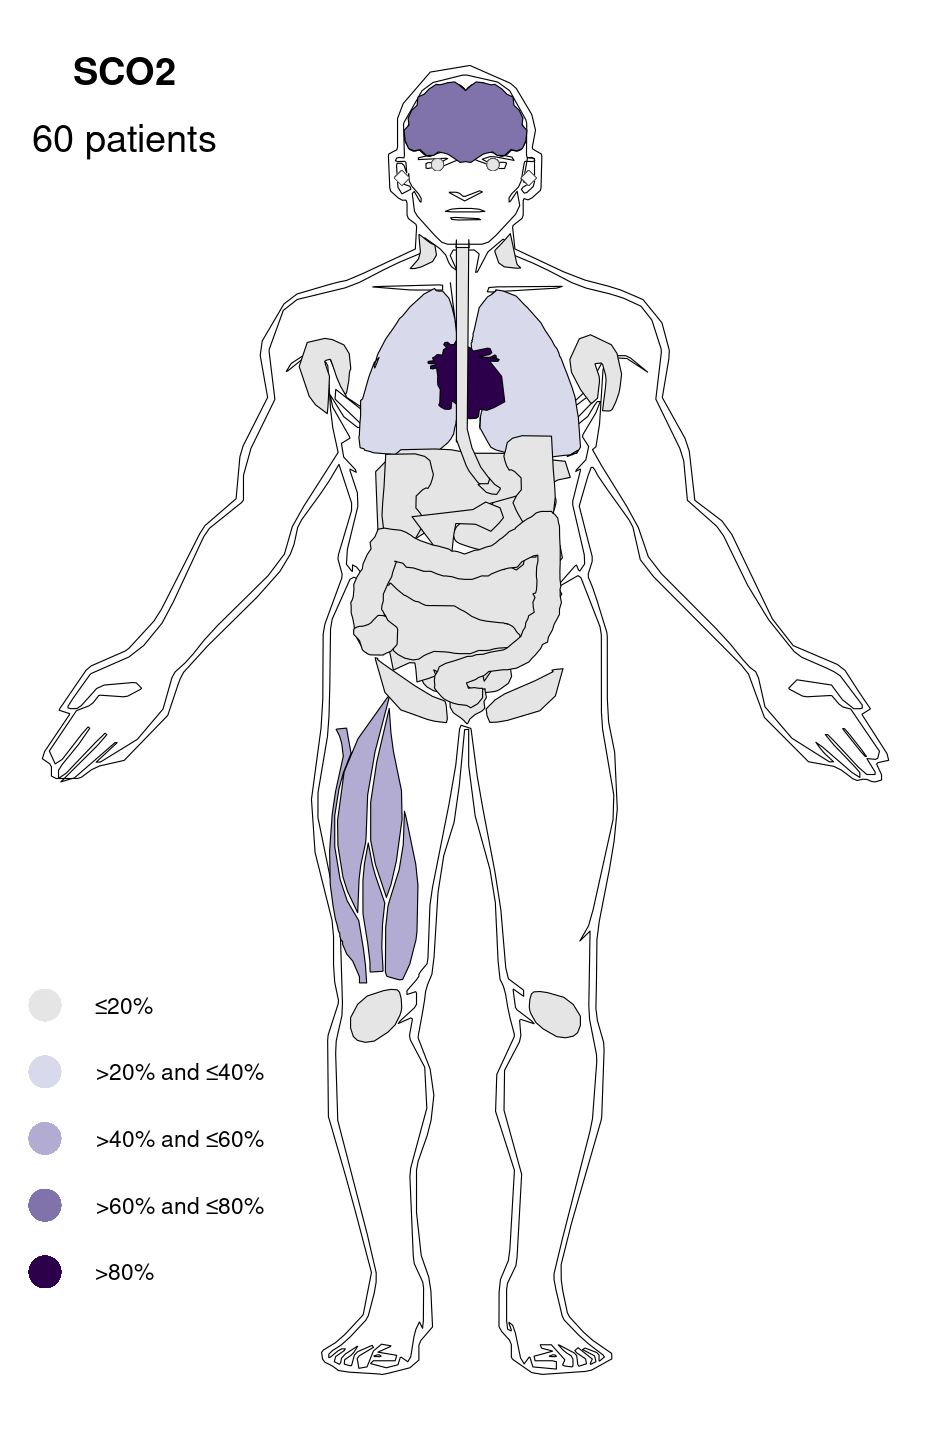 SCO2
60 patients
≤20%
>20% and ≤40%
>40% and ≤60%
>60% and ≤80%
>80%